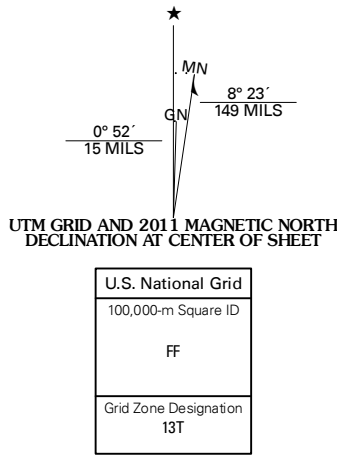 ★
MN
GN
8° 23´
149 MILS
0° 52´
15 MILS
UTM GRID AND 2011 MAGNETIC NORTH
DECLINATION AT CENTER OF SHEET
U.S. National Grid
100,000-m Square ID
FF
Grid Zone Designation
13T